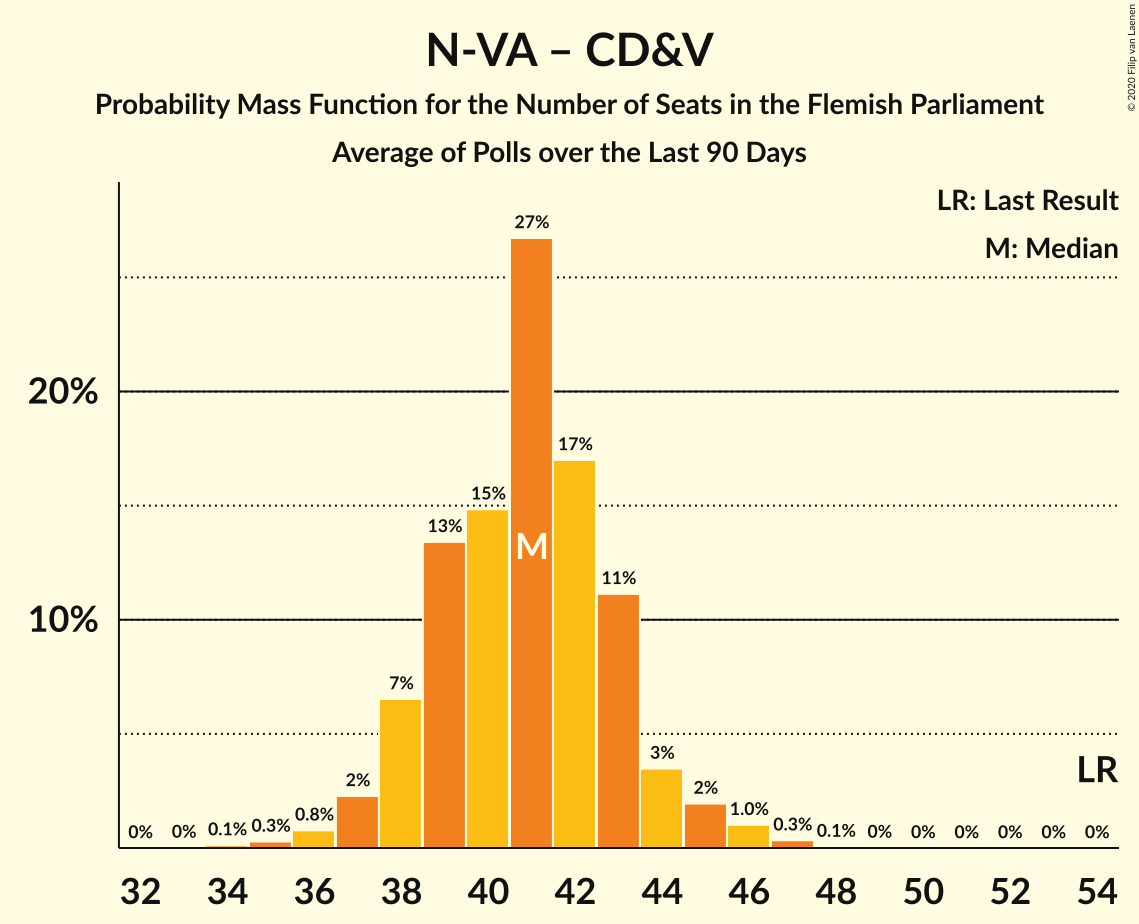 N-VA – CD&V
Probability Mass Function for the Number of Seats in the Flemish Parliament
Average of Polls over the Last 90 Days
© 2020 Filip van Laenen
LR: Last Result
M: Median
27%
20%
17%
15%
13%
M
11%
10%
7%
3%
LR
2%
2%
1.0%
0.8%
0% 0% 0.1% 0.3% 0.3% 0.1% 0% 0% 0% 0% 0% 0%
32 34 36 38 40 42 44 46 48 50 52 54